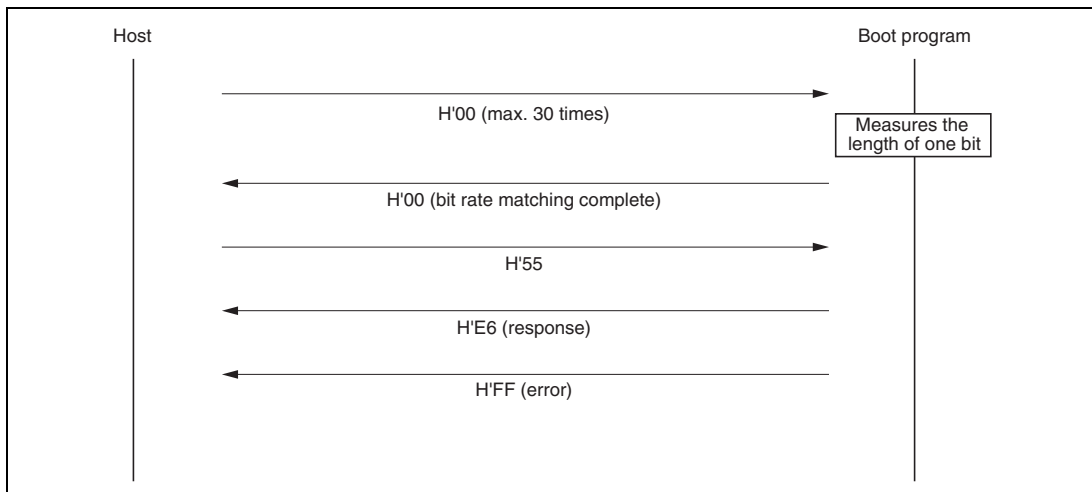 Host
Boot program
H'00 (max. 30 times)
Measures the
length of one bit
H'00 (bit rate matching complete)
H'55
H'E6 (response)
H'FF (error)